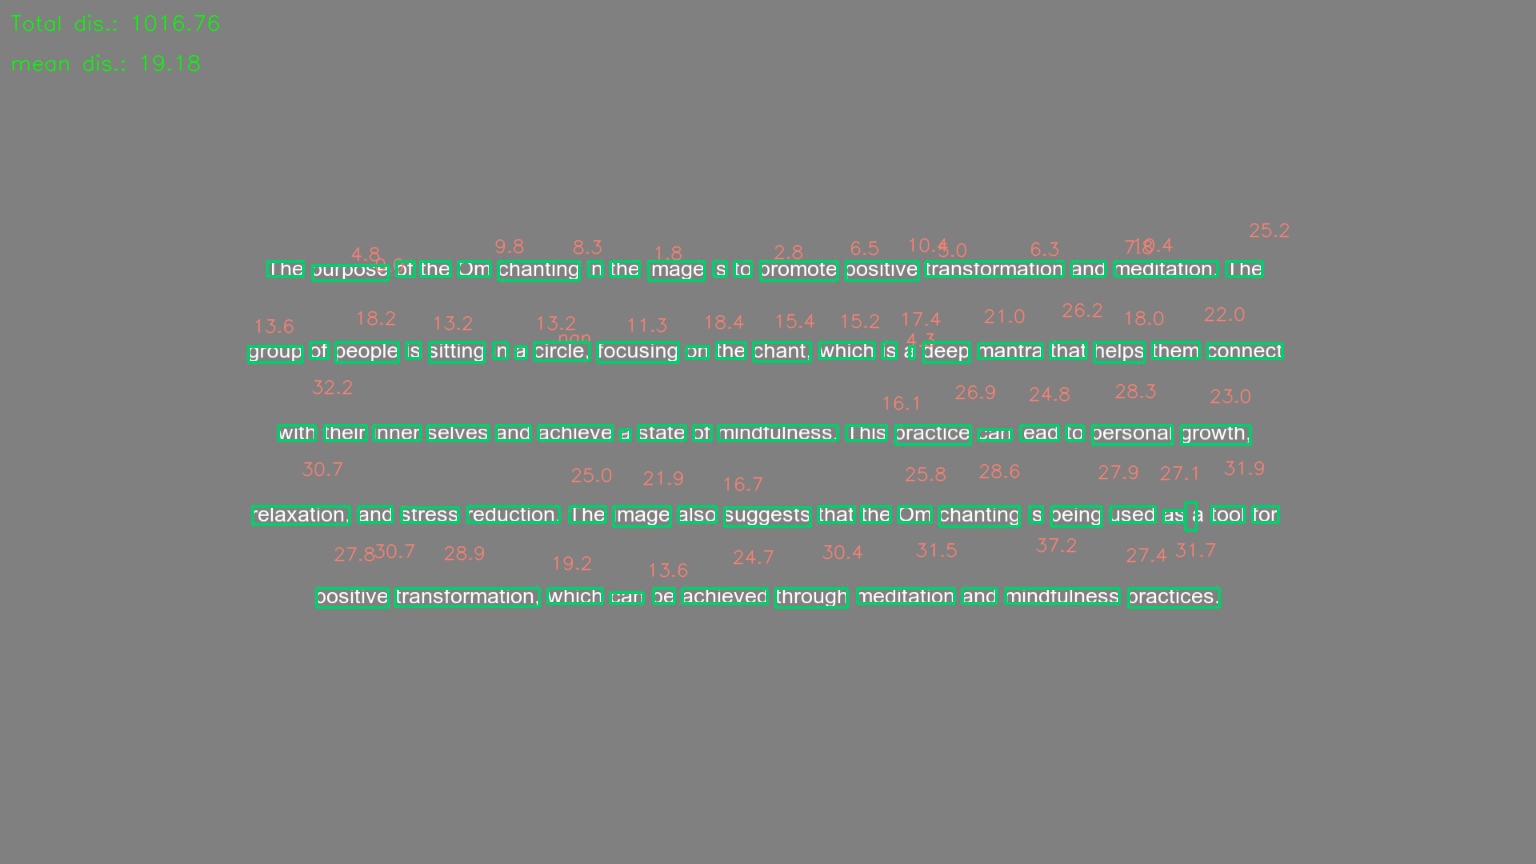 Total dis.: 1016.76
mean dis.: 19.18
25.2
4.8 9.8 8.3 1.8 2.8 6.5 10.4 5.0 6.3 10.4
The purpose of the Om chanting in the image is to promote positive transformation and meditation. The
13.6 18.2 13.2 13.2 11.3 18.4 15.4 15.2 17.4 21.0 26.2 18.0 22.0
nan 4.3
group of people is sitting in a circle, focusing on the chant, which is a deep mantra that helps them connect
32.2 16.1 26.9 24.8 28.3 23.0
with their inner selves and achieve a state of mindfulness. This practice can lead to personal growth,
30.7 25.0 21.9 16.7 25.8 28.6 27.9 27.1 31.9
relaxation, and stress reduction. The image also suggests that the Om chanting is being used as a tool for
27.8 30.7 28.9 19.2 13.6 24.7 30.4 31.5 37.2 27.4 31.7
positive transformation, which can be achieved through meditation and mindfulness practices.